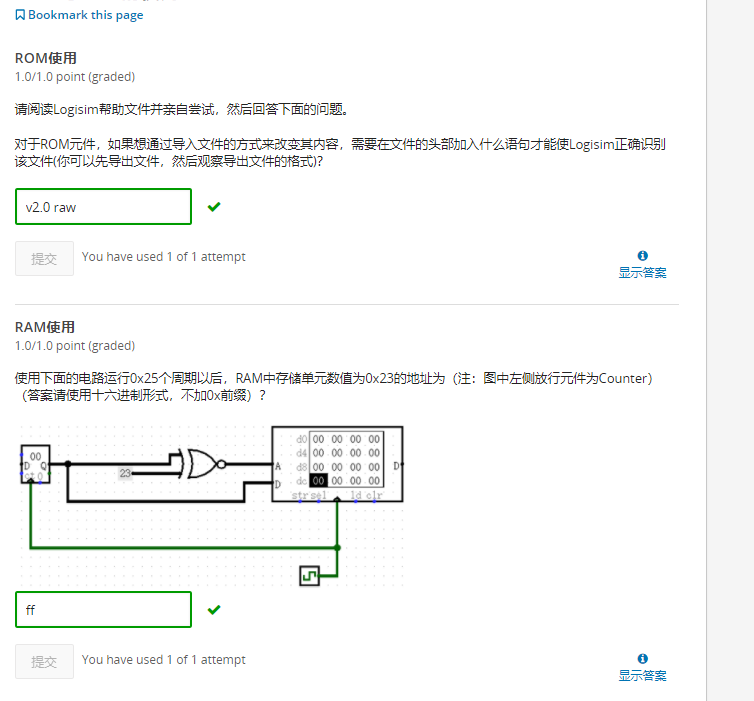 Bookmark this page
ROM使用
1.0/1.0 point (graded)
请阅读Logisim帮助文件并亲自尝试，然后回答下面的问题。
对于ROM元件，如果想通过导入文件的方式来改变其内容，需要在文件的头部加入什么语句才能使Logisim正确识别
该文件(你可以先导出文件，然后观察导出文件的格式)?
v2.0 raw
提交 You have used 1 of 1 attempt
显示答案
RAM使用
1.0/1.0 point (graded)
使用下面的电路运行0x25个周期以后，RAM中存储单元数值为0x23的地址为（注：图中左侧放行元件为Counter）
（答案请使用十六进制形式，不加0x前缀）?
00
D Q
ct 0
23
A
D
d0 00 00 00 00
d4 00 00 00 00
d8 00 00 00 00
dc 00 00 00 00
D
str sel ld clr
ff
提交 You have used 1 of 1 attempt
显示答案